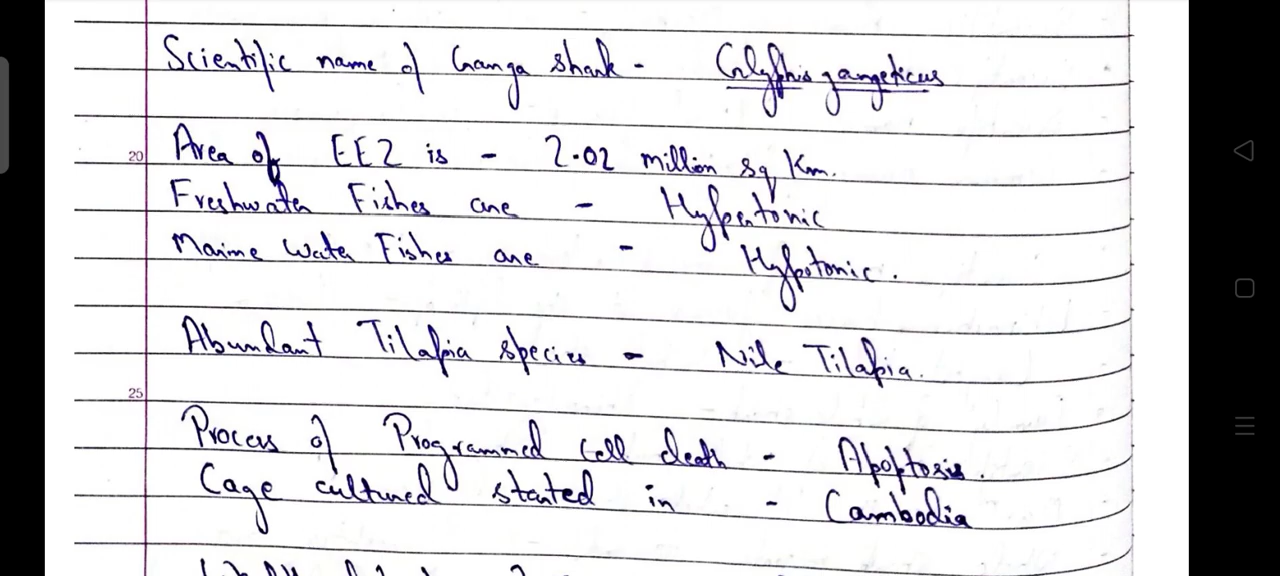 Scientific name of Ganga shark - Glyphis gangeticus
20
Area of EEZ is - 2.02 million sq Km.
Freshwater Fishes are - Hypertonic
Marine Water Fishes are - Hypotonic.
Abundant Tilapia species - Nile Tilapia.
25
Process of Programmed cell death - Apoptosis.
Cage cultured started in - Cambodia